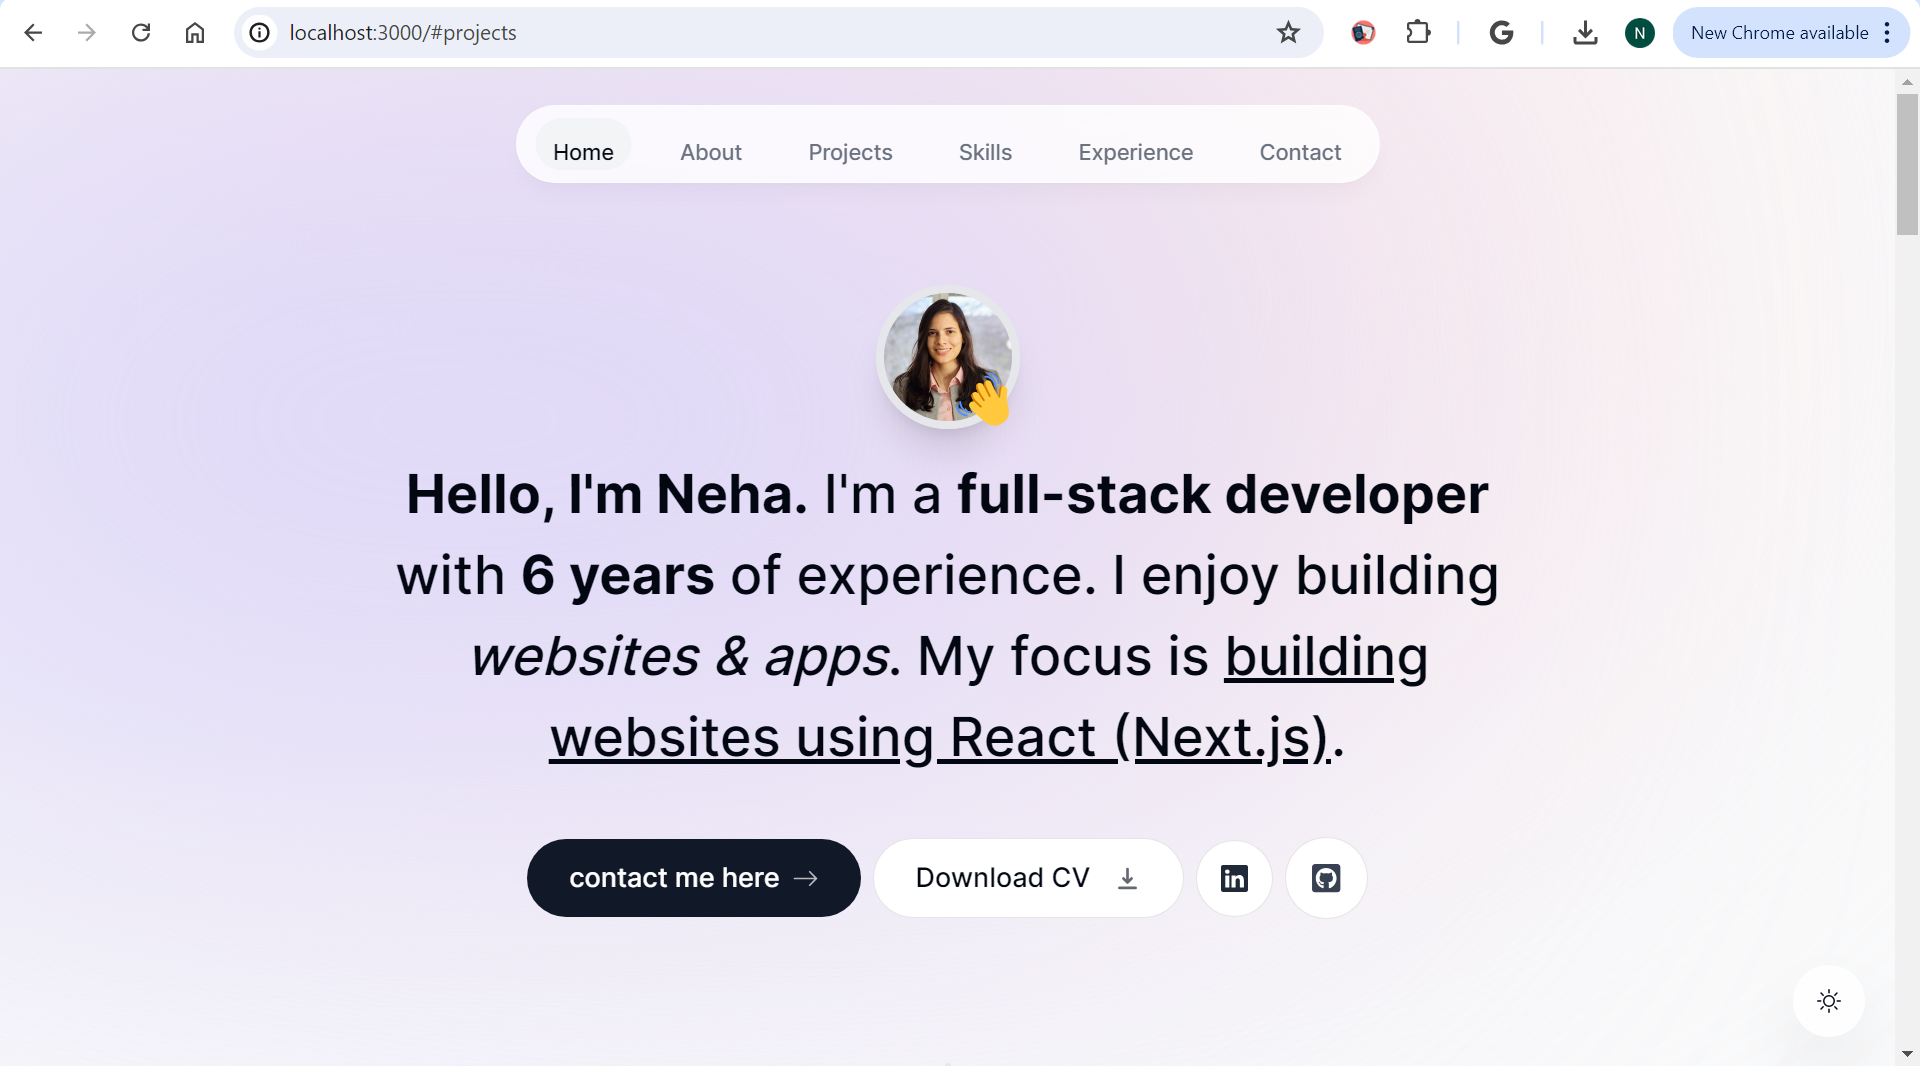 localhost:3000/#projects
N
New Chrome available
Home About Projects Skills Experience Contact
Hello, I'm Neha. I'm a full-stack developer
with 6 years of experience. I enjoy building
websites & apps. My focus is building
websites using React (Next.js).
contact me here
Download CV
in